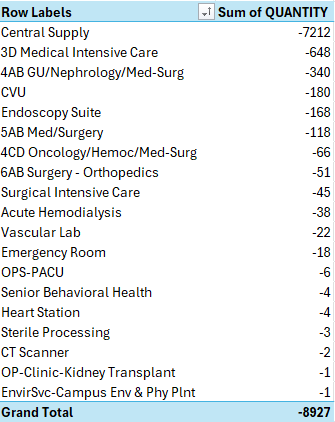 Row Labels Sum of QUANTITY
Central Supply -7212
3D Medical Intensive Care -648
4AB GU/Nephrology/Med-Surg -340
CVU -180
Endoscopy Suite -168
5AB Med/Surgery -118
4CD Oncology/Hemoc/Med-Surg -66
6AB Surgery - Orthopedics -51
Surgical Intensive Care -45
Acute Hemodialysis -38
Vascular Lab -22
Emergency Room -18
OPS-PACU -6
Senior Behavioral Health -4
Heart Station -4
Sterile Processing -3
CT Scanner -2
OP-Clinic-Kidney Transplant -1
EnvirSvc-Campus Env & Phy Plnt -1
Grand Total -8927